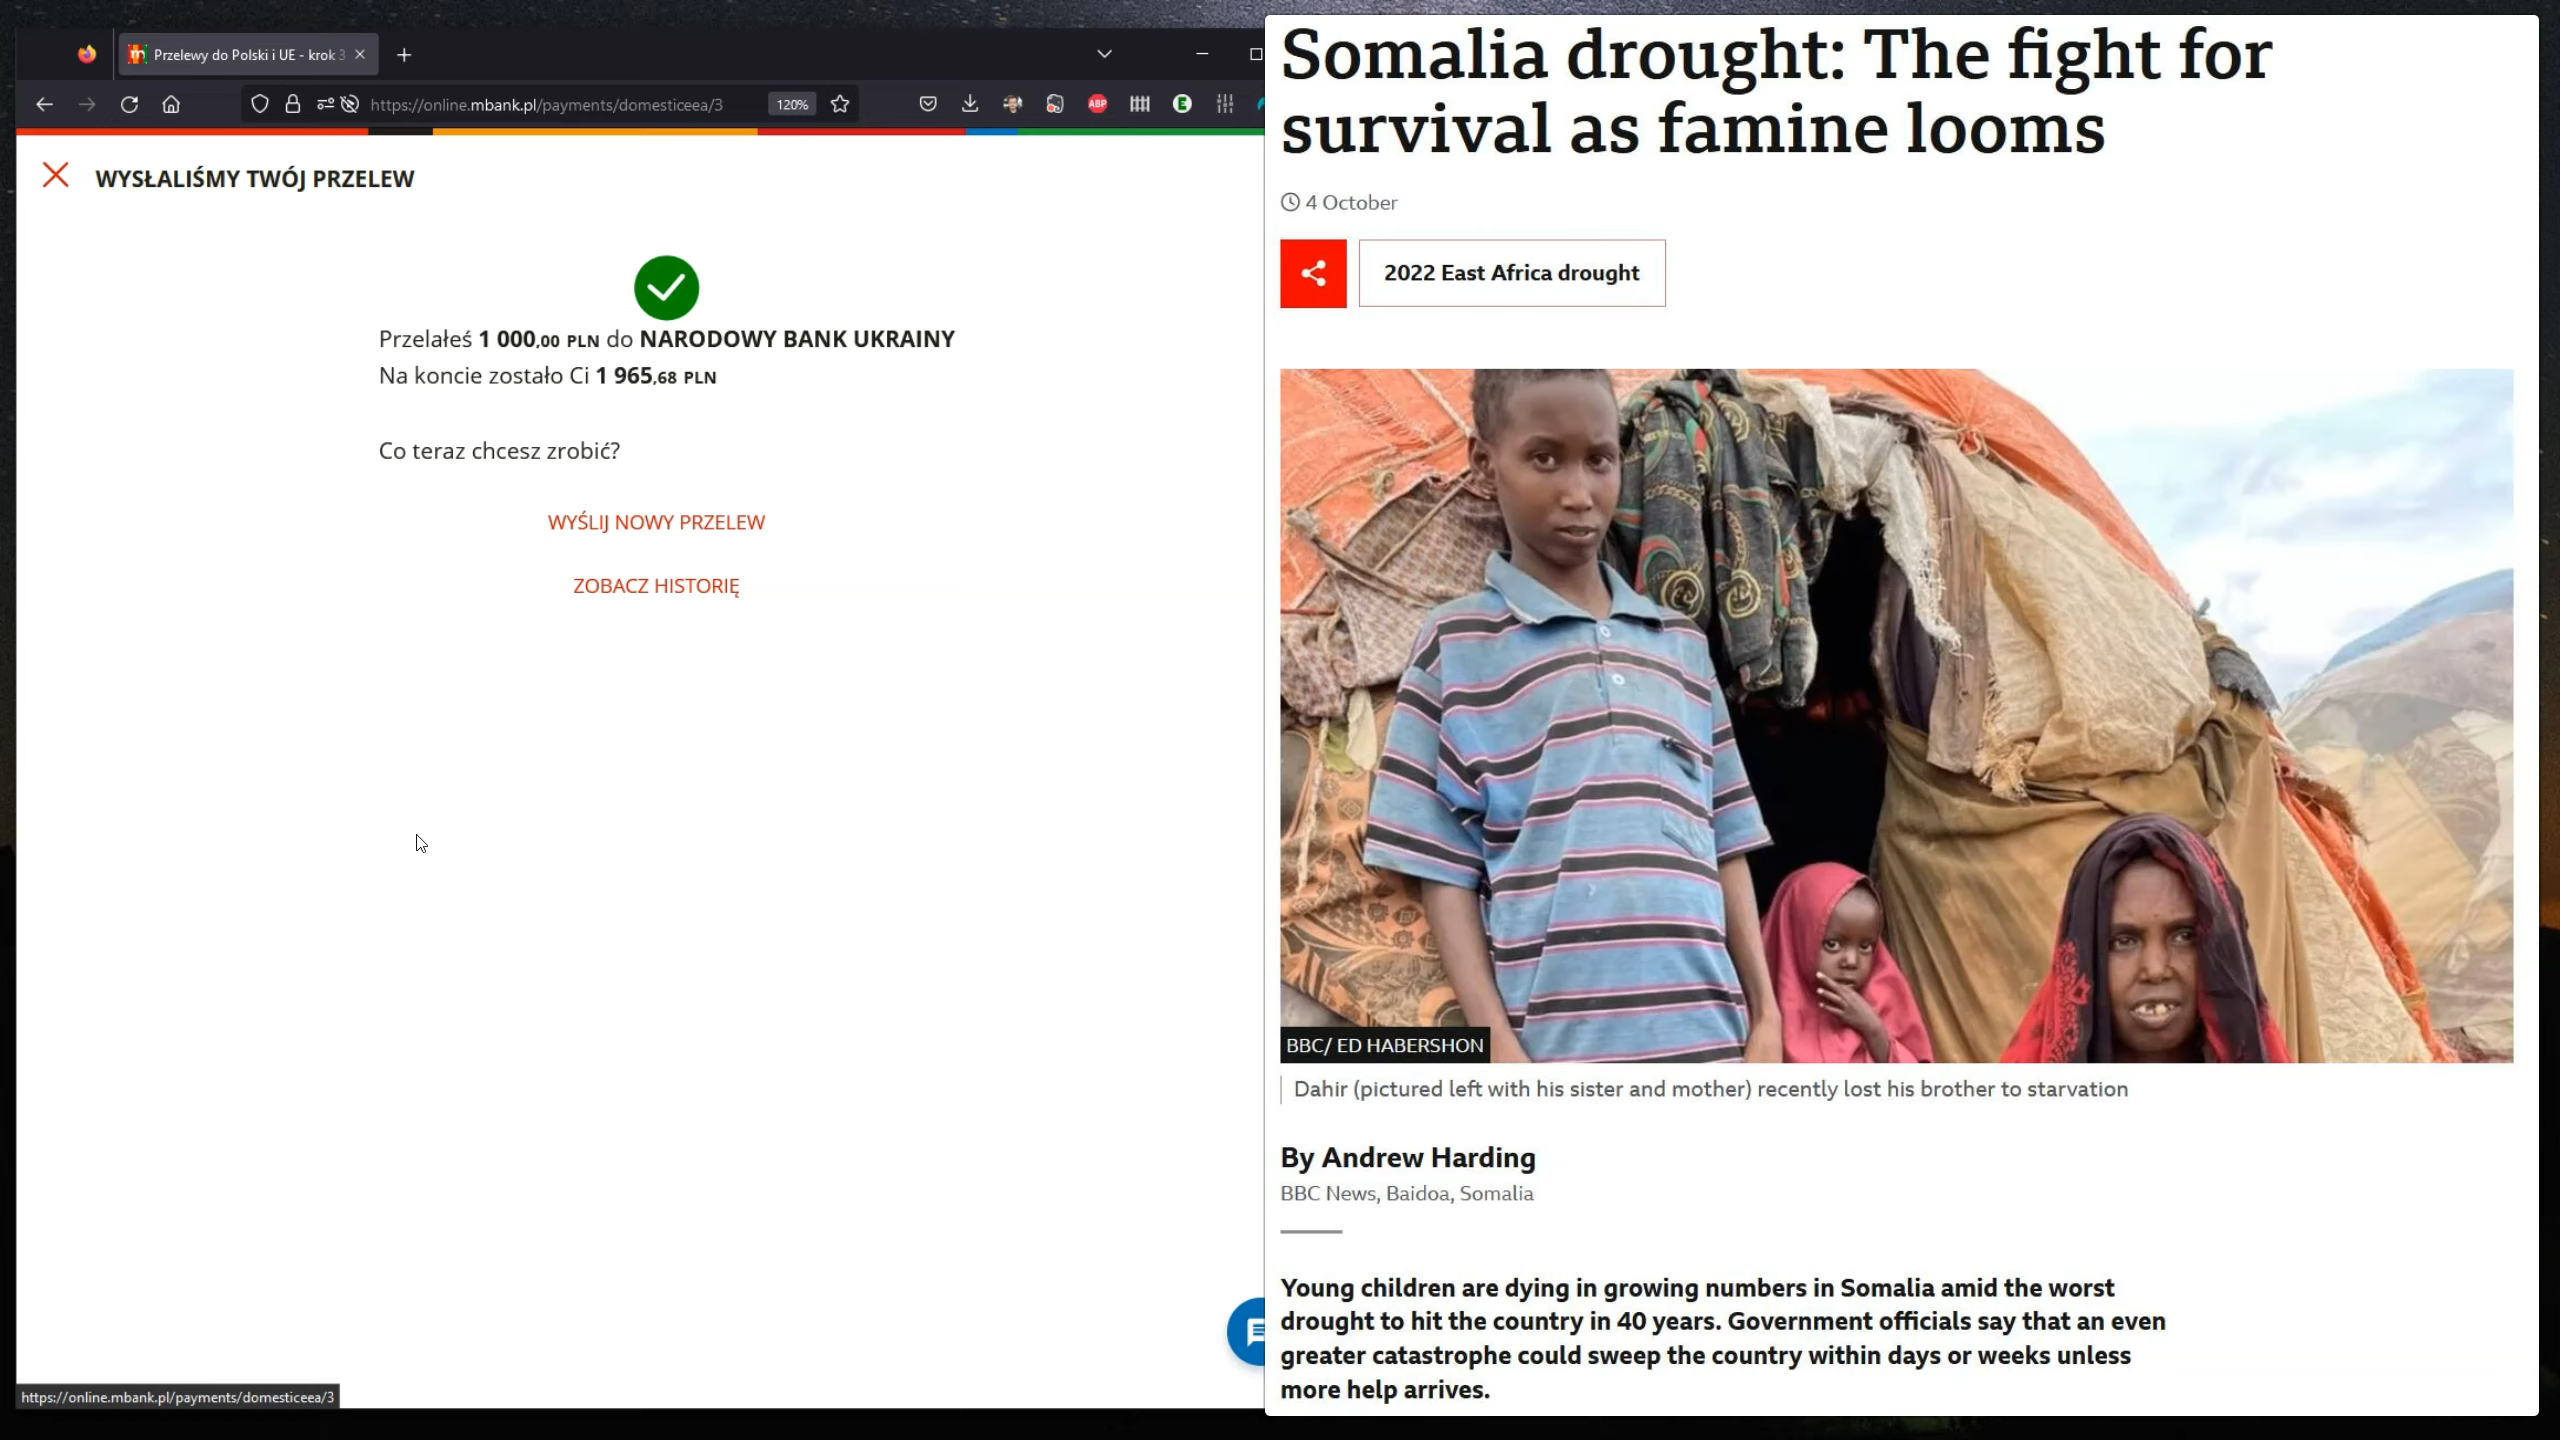 Przelewy do Polski i UE - krok 3
https://online.mbank.pl/payments/domesticeea/3
120%
ABP
WYSŁALIŚMY TWÓJ PRZELEW
Przelałeś 1 000,00 PLN do NARODOWY BANK UKRAINY
Na koncie zostało Ci 1 965,68 PLN
Co teraz chcesz zrobić?
WYŚLIJ NOWY PRZELEW
ZOBACZ HISTORIĘ
https://online.mbank.pl/payments/domesticeea/3
Somalia drought: The fight for
survival as famine looms
4 October
2022 East Africa drought
BBC/ ED HABERSHON
Dahir (pictured left with his sister and mother) recently lost his brother to starvation
By Andrew Harding
BBC News, Baidoa, Somalia
Young children are dying in growing numbers in Somalia amid the worst
drought to hit the country in 40 years. Government officials say that an even
greater catastrophe could sweep the country within days or weeks unless
more help arrives.